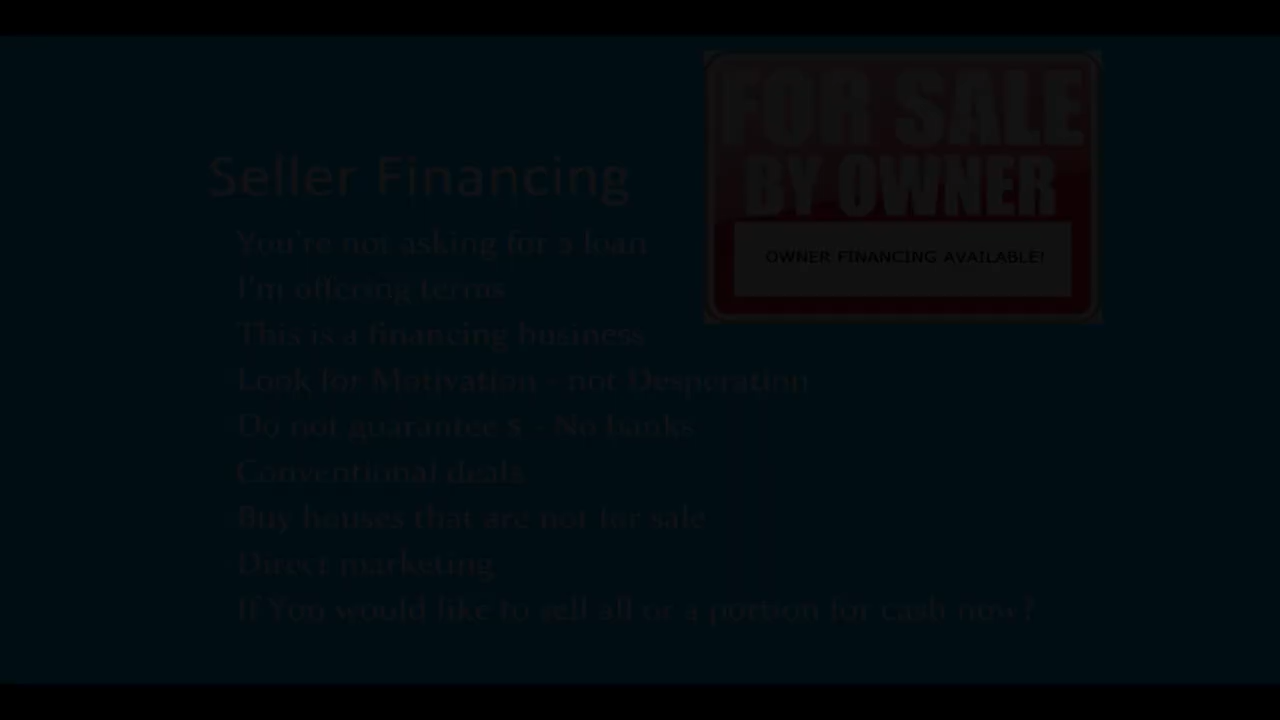 FOR SALE
BY OWNER
OWNER FINANCING AVAILABLE!
Seller Financing
You're not asking for a loan
I'm offering terms
This is a financing business
Look for Motivation - not Desperation
Do not guarantee $ - No banks
Conventional deals
Buy houses that are not for sale
Direct marketing
If You would like to sell all or a portion for cash now?